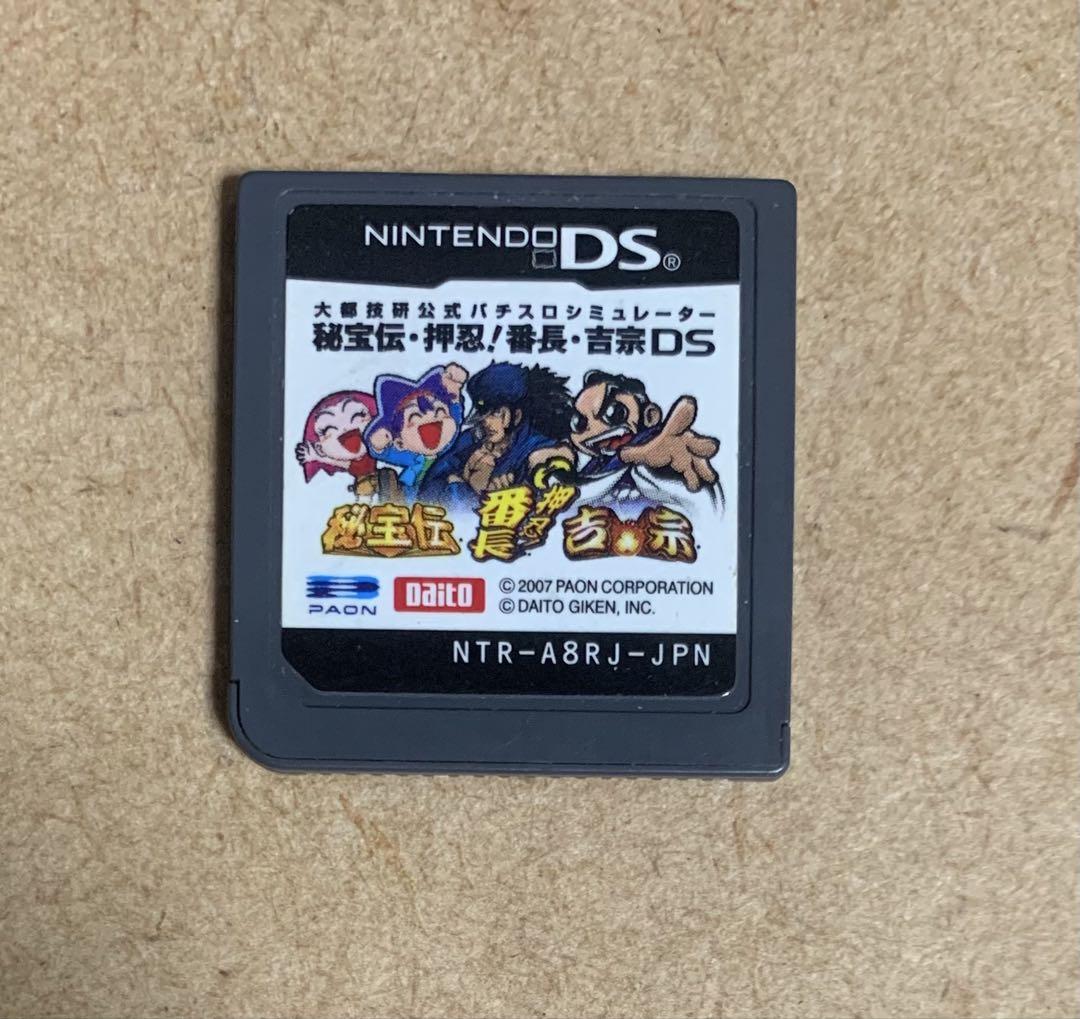 NINTENDO DS®
大都技研公式パチスロシミュレーター
秘宝伝・押忍!番長・吉宗DS
秘宝伝
押忍
番長
吉宗
PAON
Daito
©2007 PAON CORPORATION
©DAITO GIKEN, INC.
NTR-A8RJ-JPN